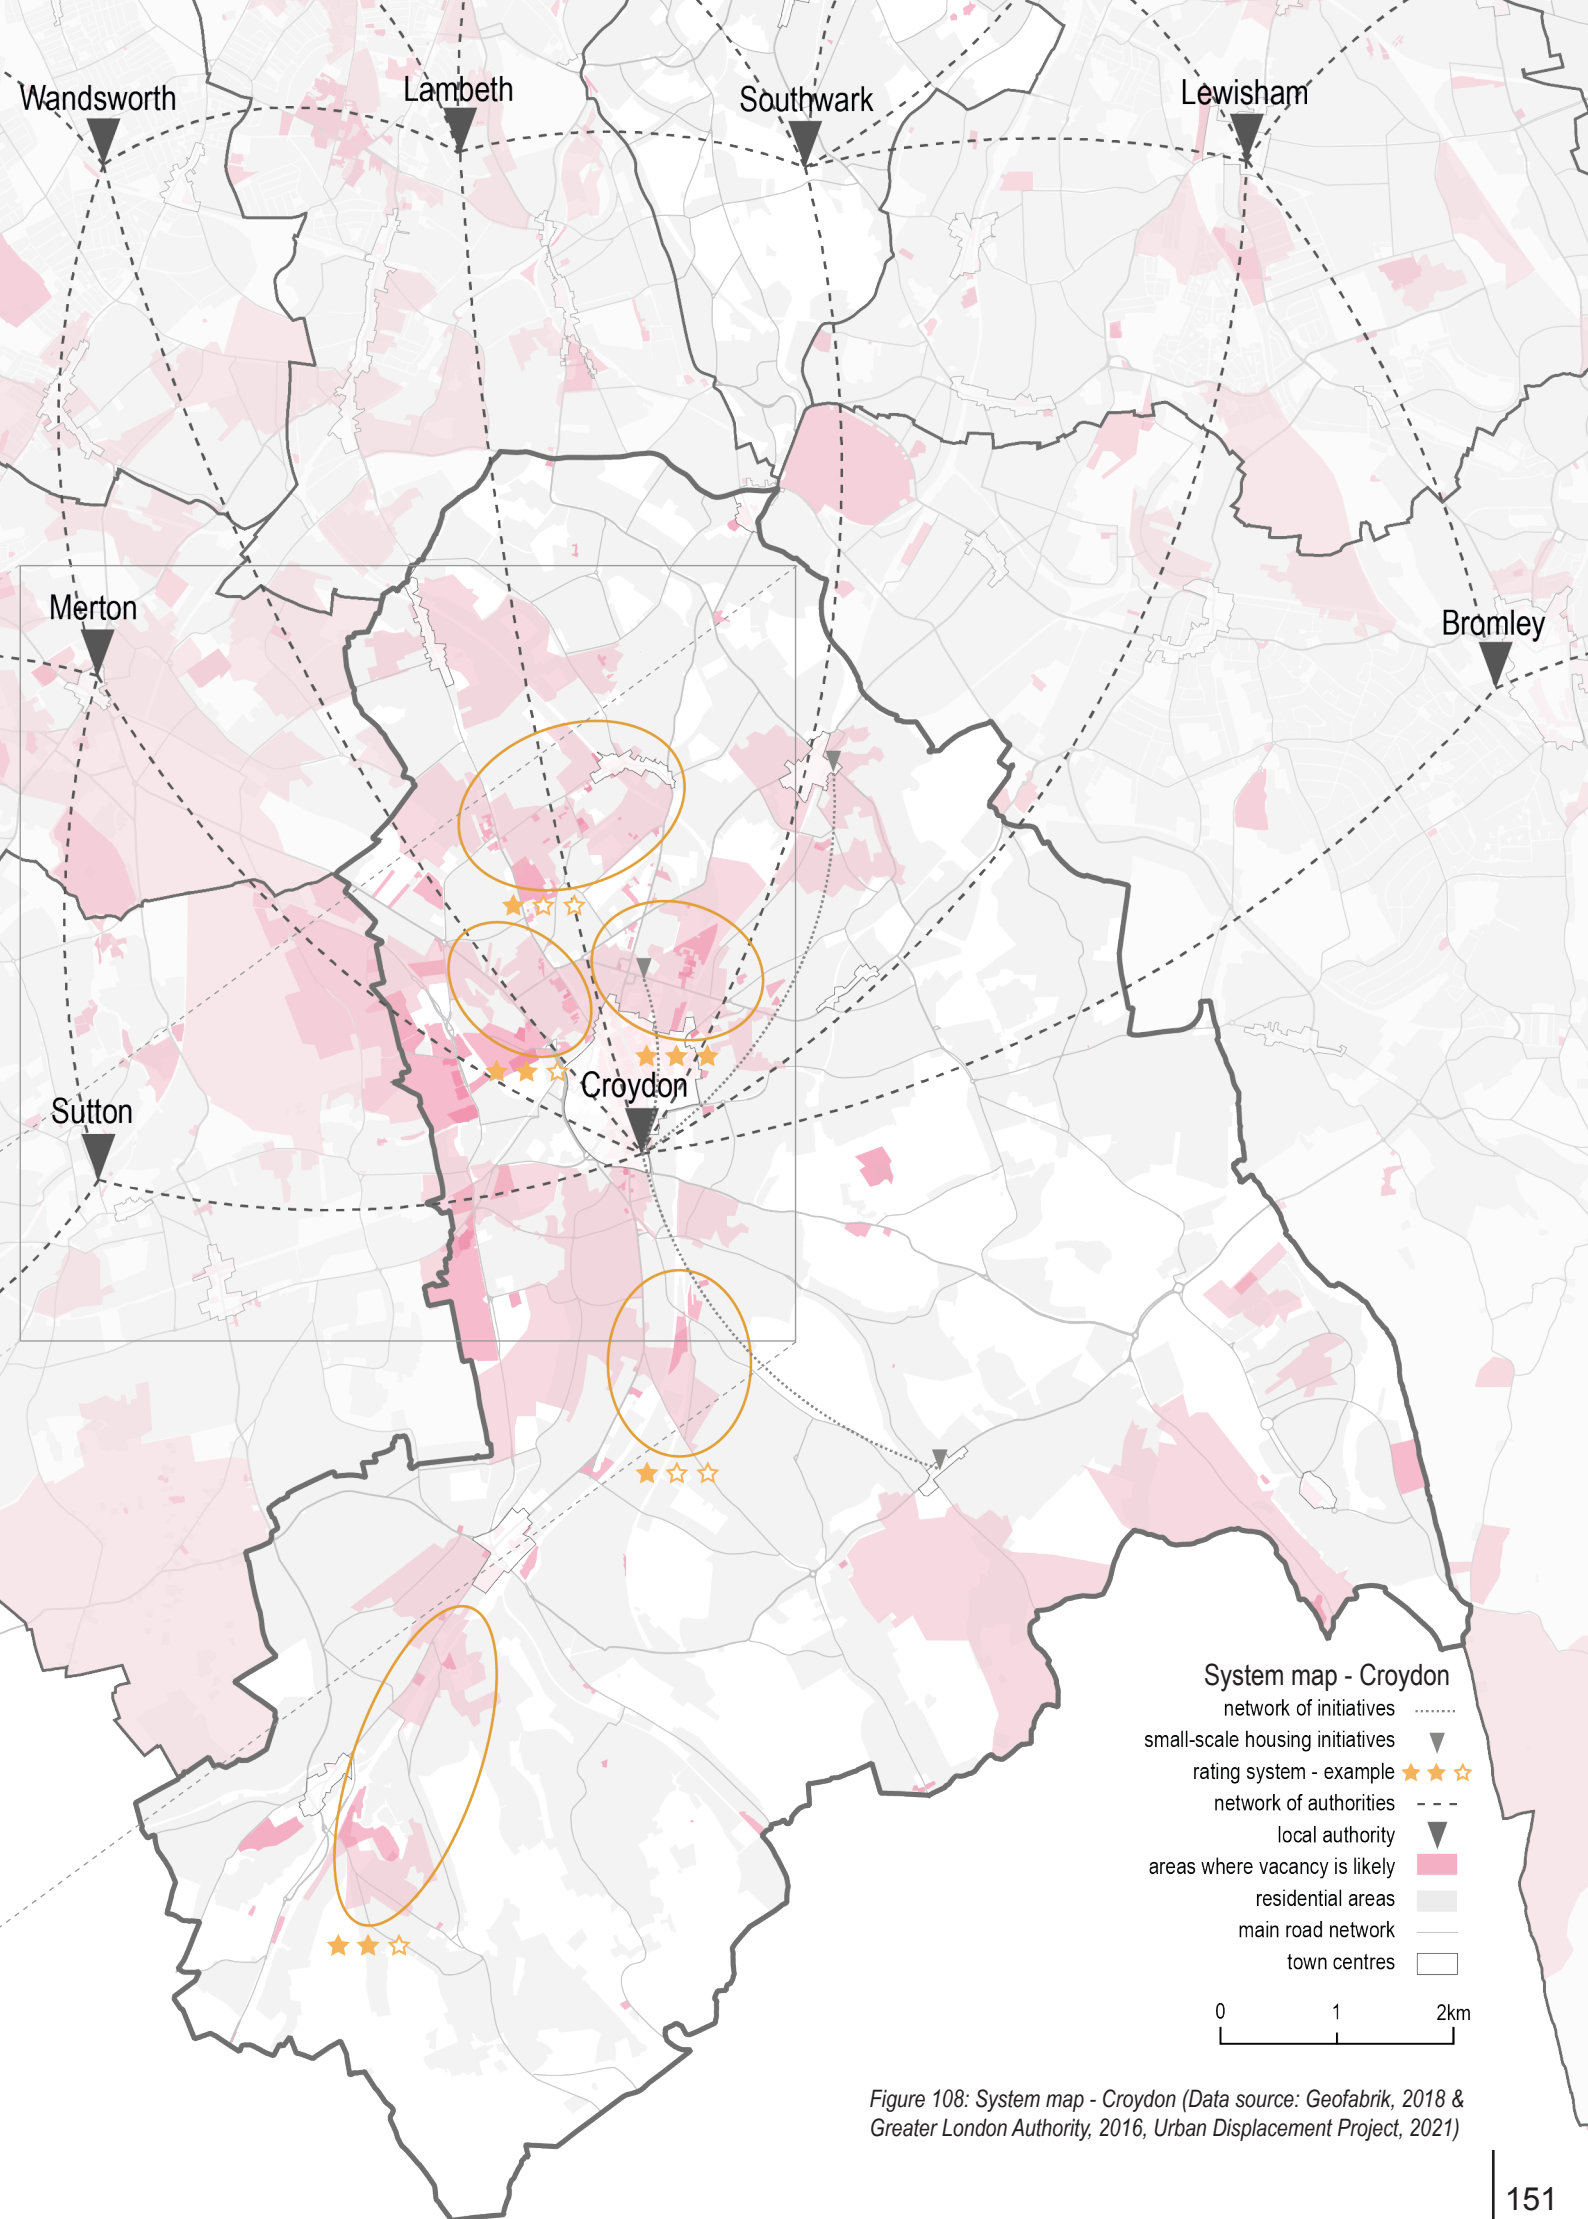 Wandsworth
Lambeth
Southwark
Lewisham
Merton
Bromley
Croydon
Sutton
System map - Croydon
network of initiatives
small-scale housing initiatives
rating system - example
network of authorities
local authority
areas where vacancy is likely
residential areas
main road network
town centres
0 1 2km
Figure 108: System map - Croydon (Data source: Geofabrik, 2018 &
Greater London Authority, 2016, Urban Displacement Project, 2021)
151